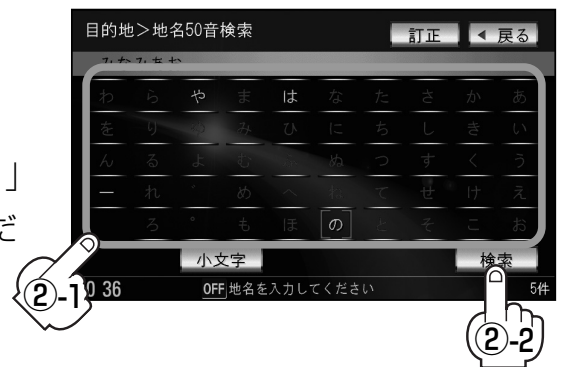 目的地＞地名50音検索 訂正 ◀戻る
みなみあお
わ らやまはなたさかあ
を り ゆ み ひ に ち し き い
ん る よ む ふ ぬ つ す く う
ー れ ゛ め へ ね て せ け え
ろ ゜ も ほ の と そ こ お
」
だ
小文字 検索
0 36 OFF 地名を入力してください 5件
②-1
②-2